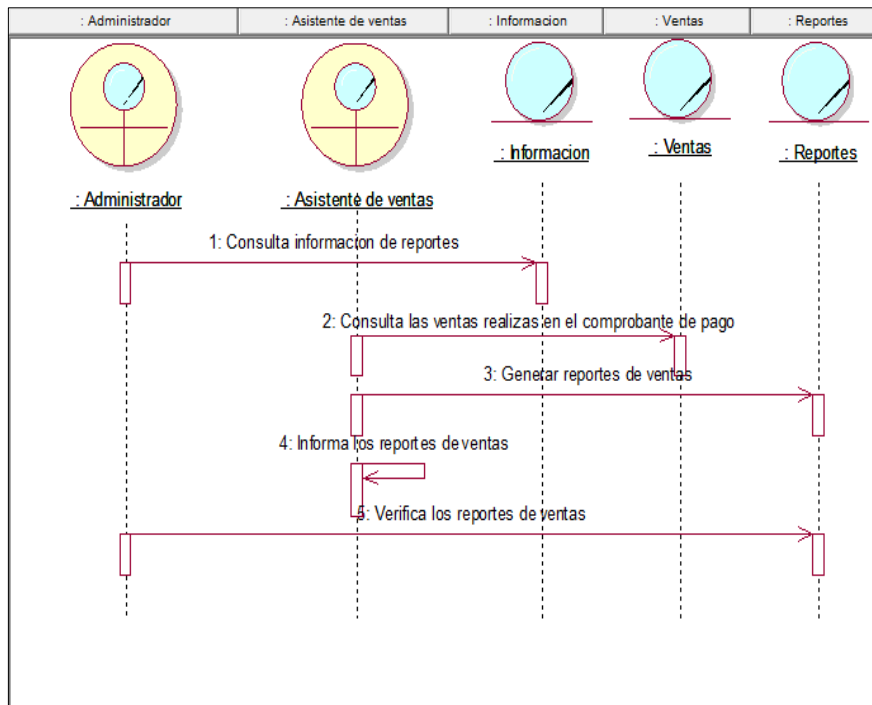 : Administrador
: Asistente de ventas
: Informacion
: Ventas
: Reportes
: Administrador
: Asistente de ventas
: Informacion
: Ventas
: Reportes
1: Consulta informacion de reportes
2: Consulta las ventas realizas en el comprobante de pago
3: Generar reportes de ventas
4: Informa los reportes de ventas
5: Verifica los reportes de ventas